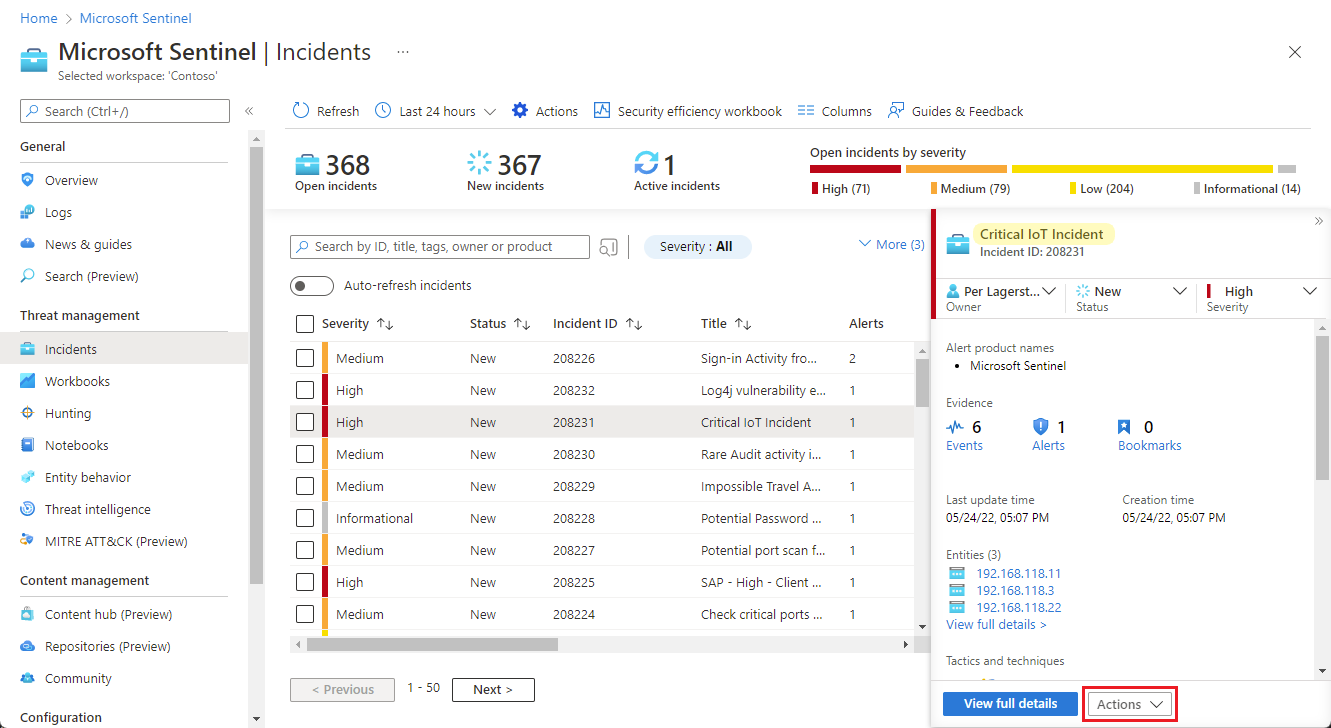 Home > Microsoft Sentinel
Microsoft Sentinel | Incidents ...
Selected workspace: 'Contoso'
Search (Ctrl+/)
«
General
Overview
Logs
News & guides
Search (Preview)
Threat management
Incidents
Workbooks
Hunting
Notebooks
Entity behavior
Threat intelligence
MITRE ATT&CK (Preview)
Content management
Content hub (Preview)
Repositories (Preview)
Community
Configuration
Refresh
Last 24 hours
Actions
Security efficiency workbook
Columns
Guides & Feedback
368
Open incidents
367
New incidents
1
Active incidents
Open incidents by severity
High (71)
Medium (79)
Low (204)
Informational (14)
Search by ID, title, tags, owner or product
Severity : All
More (3)
Auto-refresh incidents
Severity Status Incident ID Title Alerts
Medium New 208226 Sign-in Activity fro... 2
High New 208232 Log4j vulnerability e... 1
High New 208231 Critical IoT Incident 1
Medium New 208230 Rare Audit activity i... 1
Medium New 208229 Impossible Travel A... 1
Informational New 208228 Potential Password ... 1
Medium New 208227 Potential port scan f... 1
High New 208225 SAP - High - Client ... 1
Medium New 208224 Check critical ports ... 1
< Previous 1 - 50 Next >
»
Critical IoT Incident
Incident ID: 208231
Per Lagerst...
Owner
New
Status
High
Severity
Alert product names
• Microsoft Sentinel
Evidence
6
Events
1
Alerts
0
Bookmarks
Last update time
05/24/22, 05:07 PM
Creation time
05/24/22, 05:07 PM
Entities (3)
192.168.118.11
192.168.118.3
192.168.118.22
View full details >
Tactics and techniques
View full details
Actions